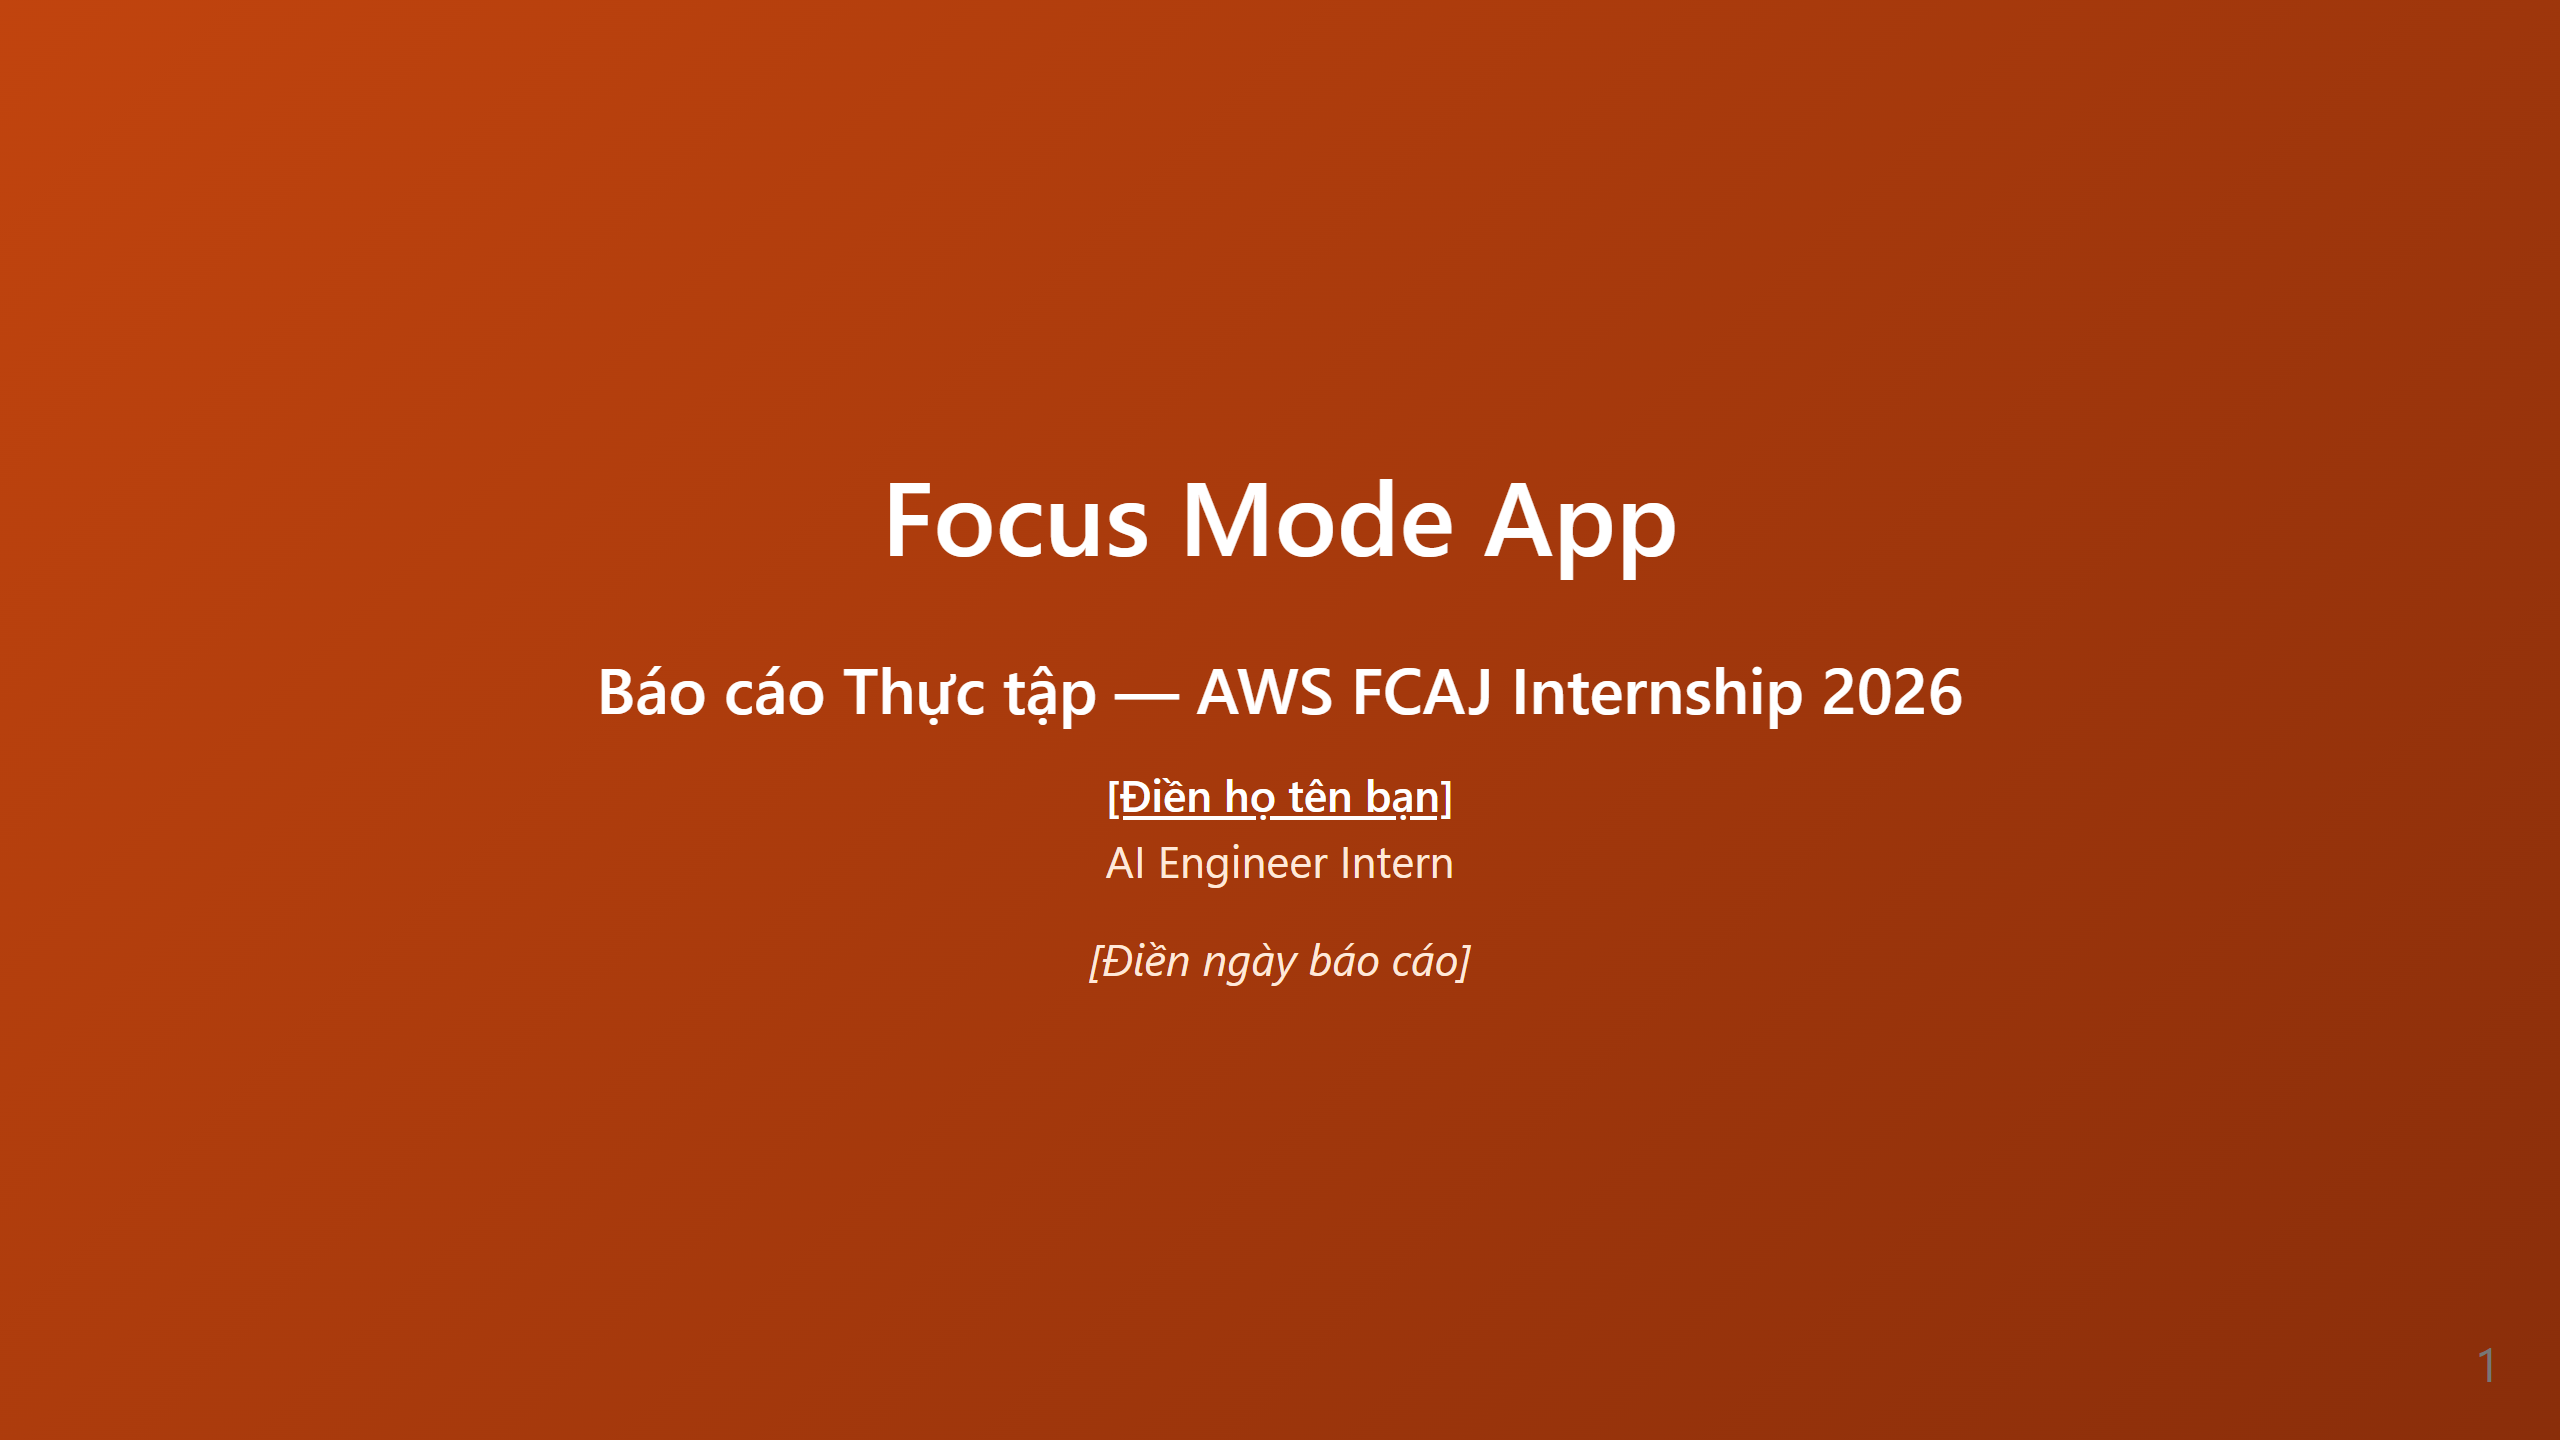 Focus Mode App
Báo cáo Thực tập — AWS FCAJ Internship 2026
[Điền họ tên bạn]
AI Engineer Intern
[Điền ngày báo cáo]
1